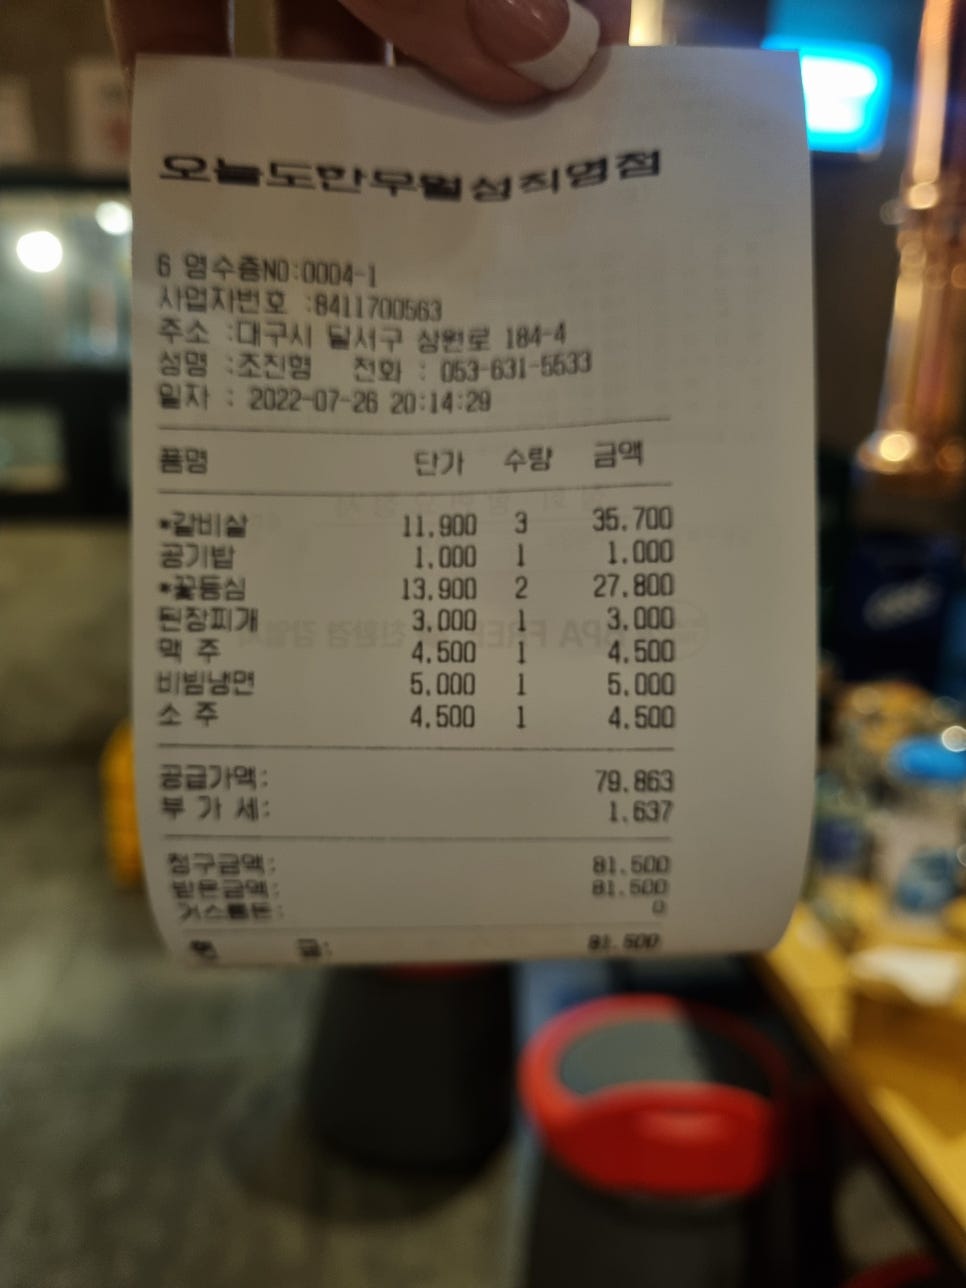 오늘도한우월성직영점
6 영수증NO:0004-1
사업자번호 :8411700563
주소 :대구시 달서구 상원로 184-4
성명 :조진형 전화 : 053-631-5533
일자 : 2022-07-26 20:14:29
품명 단가 수량 금액
*갈비살 11,900 3 35,700
공기밥 1,000 1 1,000
*꽃등심 13,900 2 27,800
된장찌개 3,000 1 3,000
맥 주 4,500 1 4,500
비빔냉면 5,000 1 5,000
소 주 4,500 1 4,500
공급가액: 79,863
부 가 세: 1,637
청구금액: 81,500
받은금액: 81,500
거스름돈: 0
현 금: 81,500